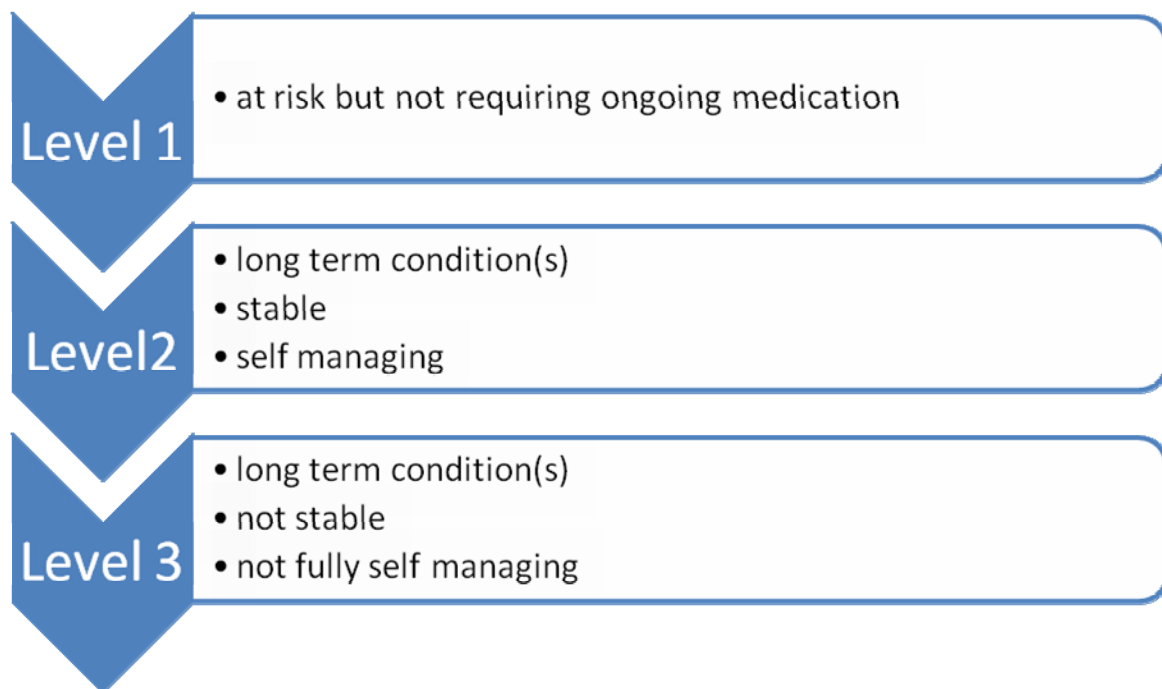 Level 1
• at risk but not requiring ongoing medication
Level2
• long term condition(s)
• stable
• self managing
Level 3
• long term condition(s)
• not stable
• not fully self managing